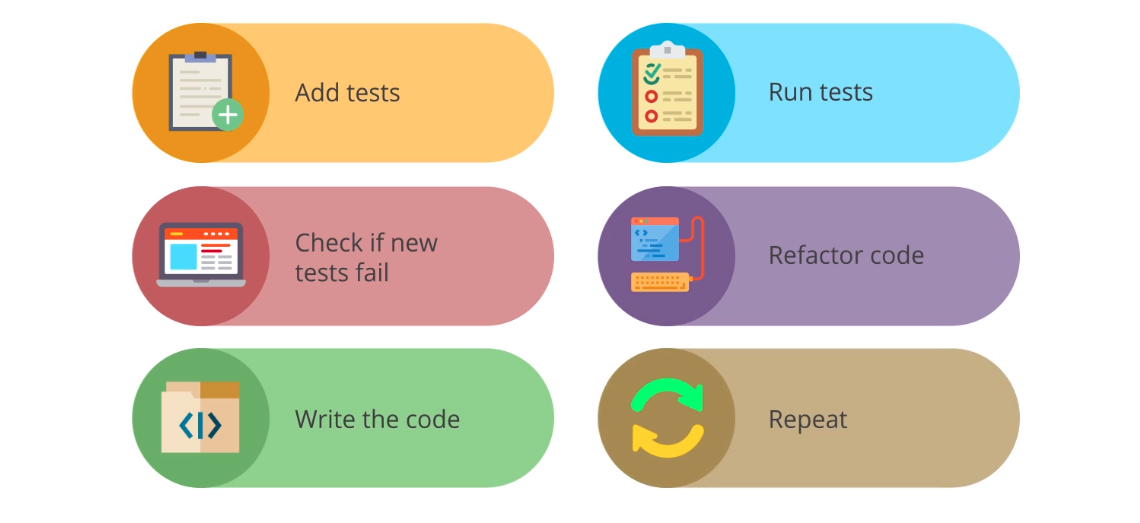 Add tests
Check if new
tests fail
Write the code
Run tests
Refactor code
Repeat